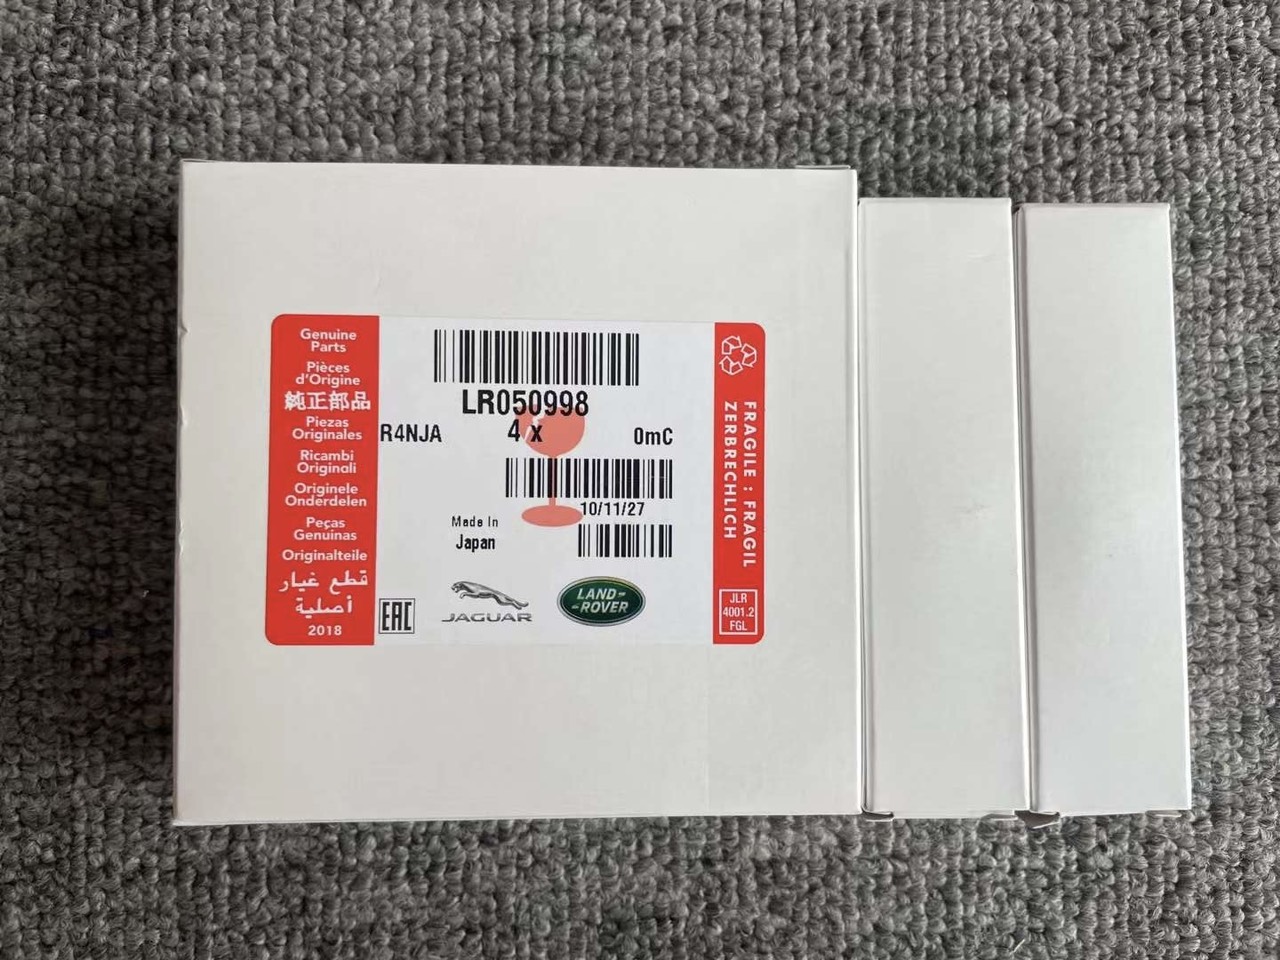 Genuine
Parts
Pièces
d'Origine
純正部品
Piezas
Originales
Ricambi
Originali
Originele
Onderdelen
Peças
Genuinas
Originalteile
قطع غيار
أصلية
2018
LR050998
R4NJA
4 x
0mC
10/11/27
Made In
Japan
EAC
JAGUAR
LAND-
-ROVER
FRAGILE : FRAGIL
ZERBRECHLICH
JLR
4001.2
FGL